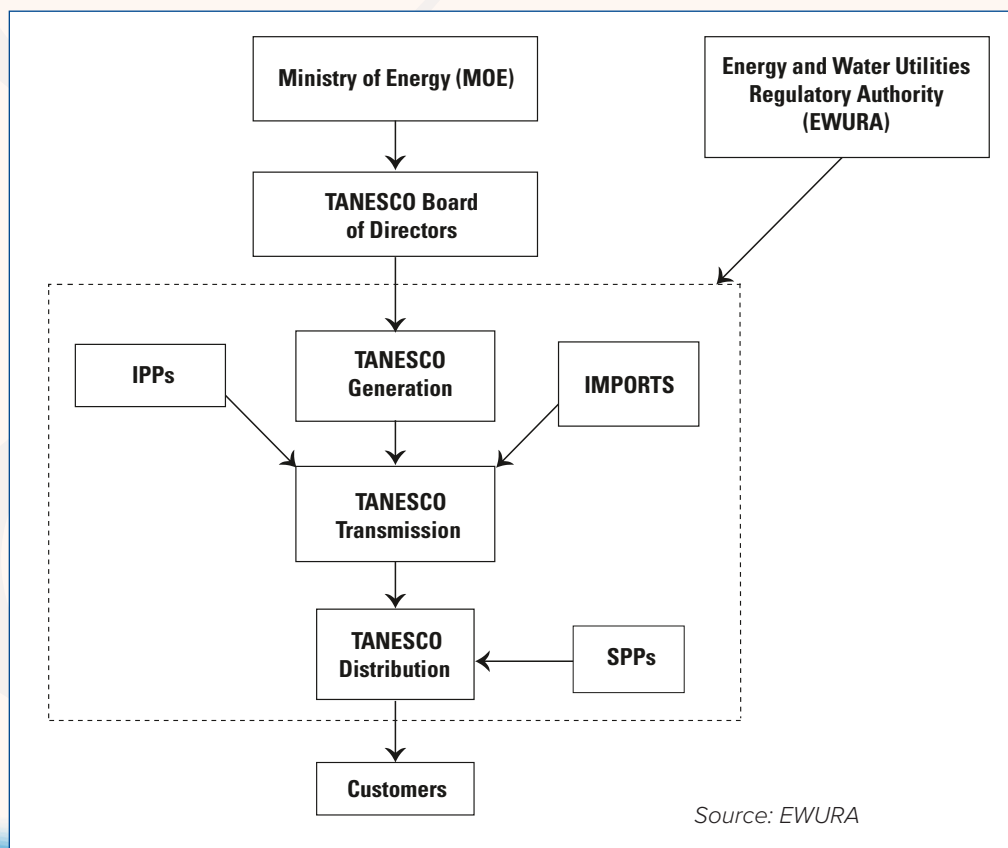 Ministry of Energy (MOE)
Energy and Water Utilities
Regulatory Authority
(EWURA)
TANESCO Board
of Directors
IPPs
TANESCO
Generation
IMPORTS
TANESCO
Transmission
TANESCO
Distribution
SPPs
Customers
Source: EWURA